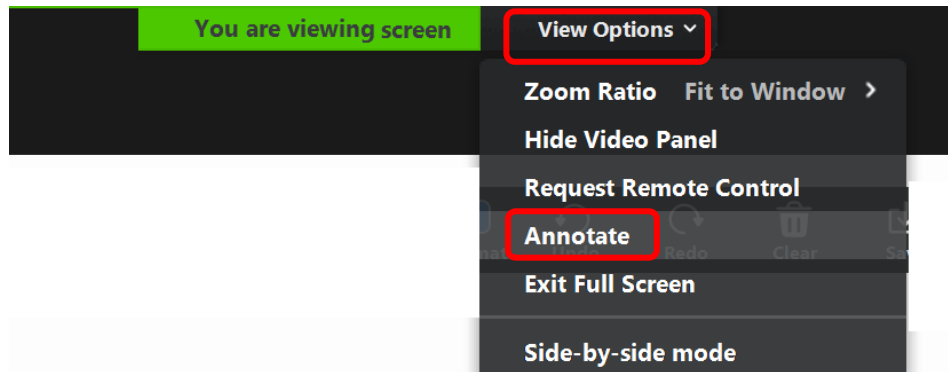 You are viewing screen View Options
Zoom Ratio Fit to Window
Hide Video Panel
Request Remote Control
Annotate
Undo Redo Clear
Exit Full Screen
Side-by-side mode